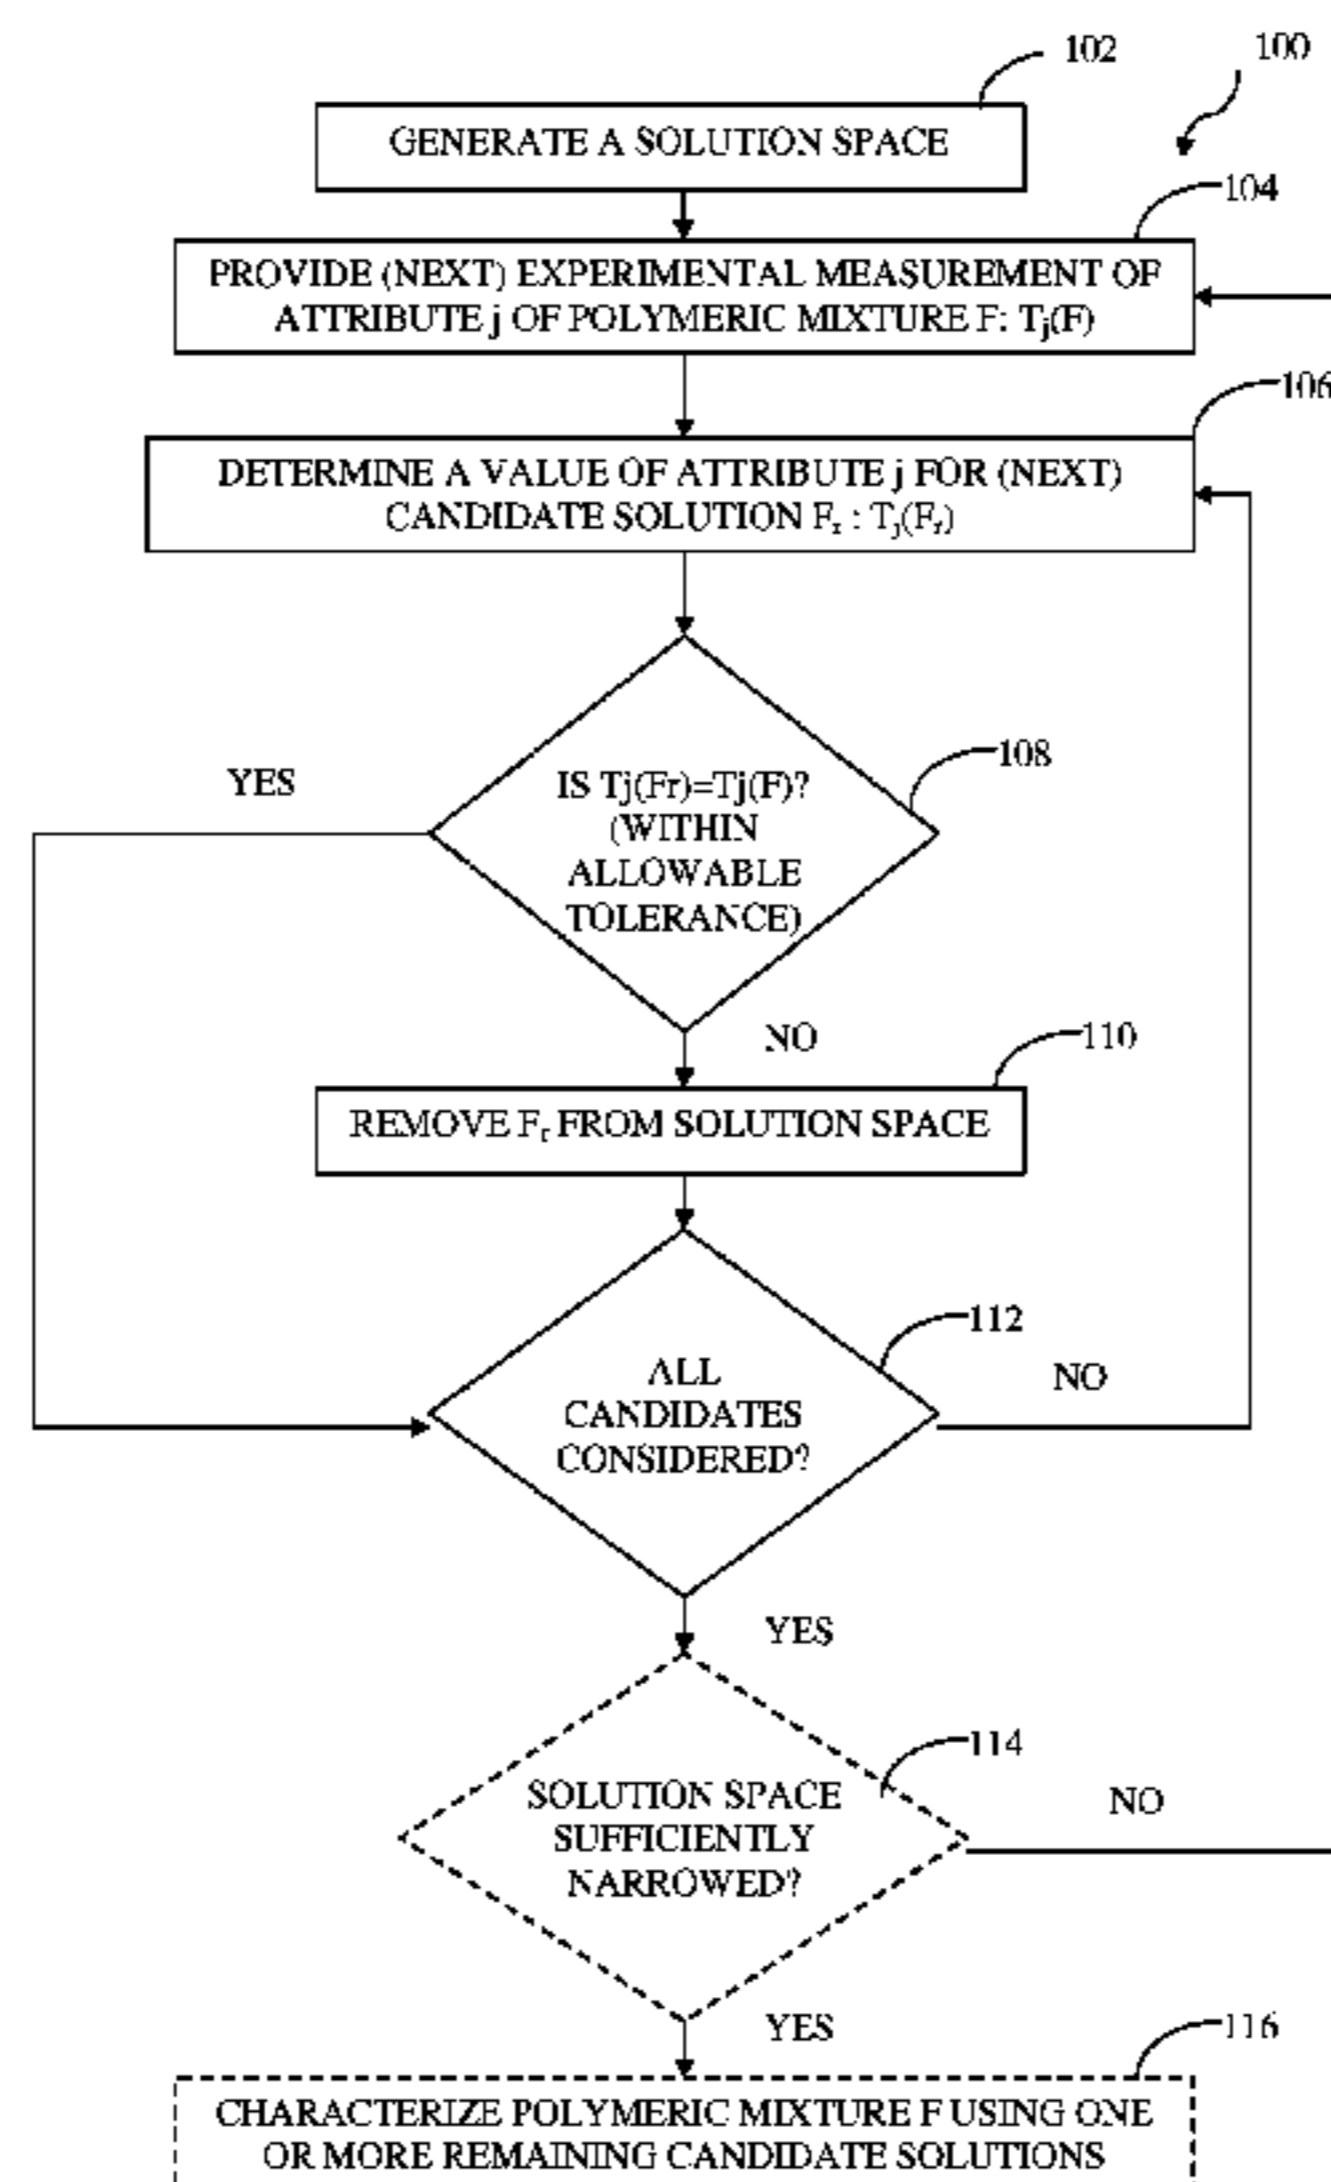 102
100
GENERATE A SOLUTION SPACE
104
PROVIDE (NEXT) EXPERIMENTAL MEASUREMENT OF
ATTRIBUTE j OF POLYMERIC MIXTURE F: Tj(F)
106
DETERMINE A VALUE OF ATTRIBUTE j FOR (NEXT)
CANDIDATE SOLUTION Fr : Tj(Fr)
108
YES
IS Tj(Fr)=Tj(F)?
(WITHIN
ALLOWABLE
TOLERANCE)
NO
110
REMOVE Fr FROM SOLUTION SPACE
112
ALL
CANDIDATES
CONSIDERED?
NO
YES
114
SOLUTION SPACE
SUFFICIENTLY
NARROWED?
NO
YES
116
CHARACTERIZE POLYMERIC MIXTURE F USING ONE
OR MORE REMAINING CANDIDATE SOLUTIONS